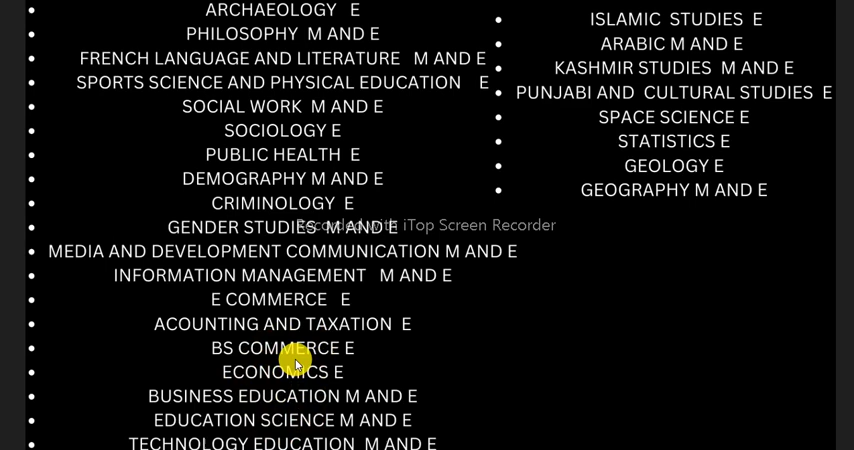 ARCHAEOLOGY E
PHILOSOPHY M AND E
FRENCH LANGUAGE AND LITERATURE M AND E
SPORTS SCIENCE AND PHYSICAL EDUCATION E
SOCIAL WORK M AND E
SOCIOLOGY E
PUBLIC HEALTH E
DEMOGRAPHY M AND E
CRIMINOLOGY E
GENDER STUDIES M AND E
MEDIA AND DEVELOPMENT COMMUNICATION M AND E
INFORMATION MANAGEMENT M AND E
E COMMERCE E
ACOUNTING AND TAXATION E
BS COMMERCE E
ECONOMICS E
BUSINESS EDUCATION M AND E
EDUCATION SCIENCE M AND E
TECHNOLOGY EDUCATION M AND E
ISLAMIC STUDIES E
ARABIC M AND E
KASHMIR STUDIES M AND E
PUNJABI AND CULTURAL STUDIES E
SPACE SCIENCE E
STATISTICS E
GEOLOGY E
GEOGRAPHY M AND E
Recorded with iTop Screen Recorder